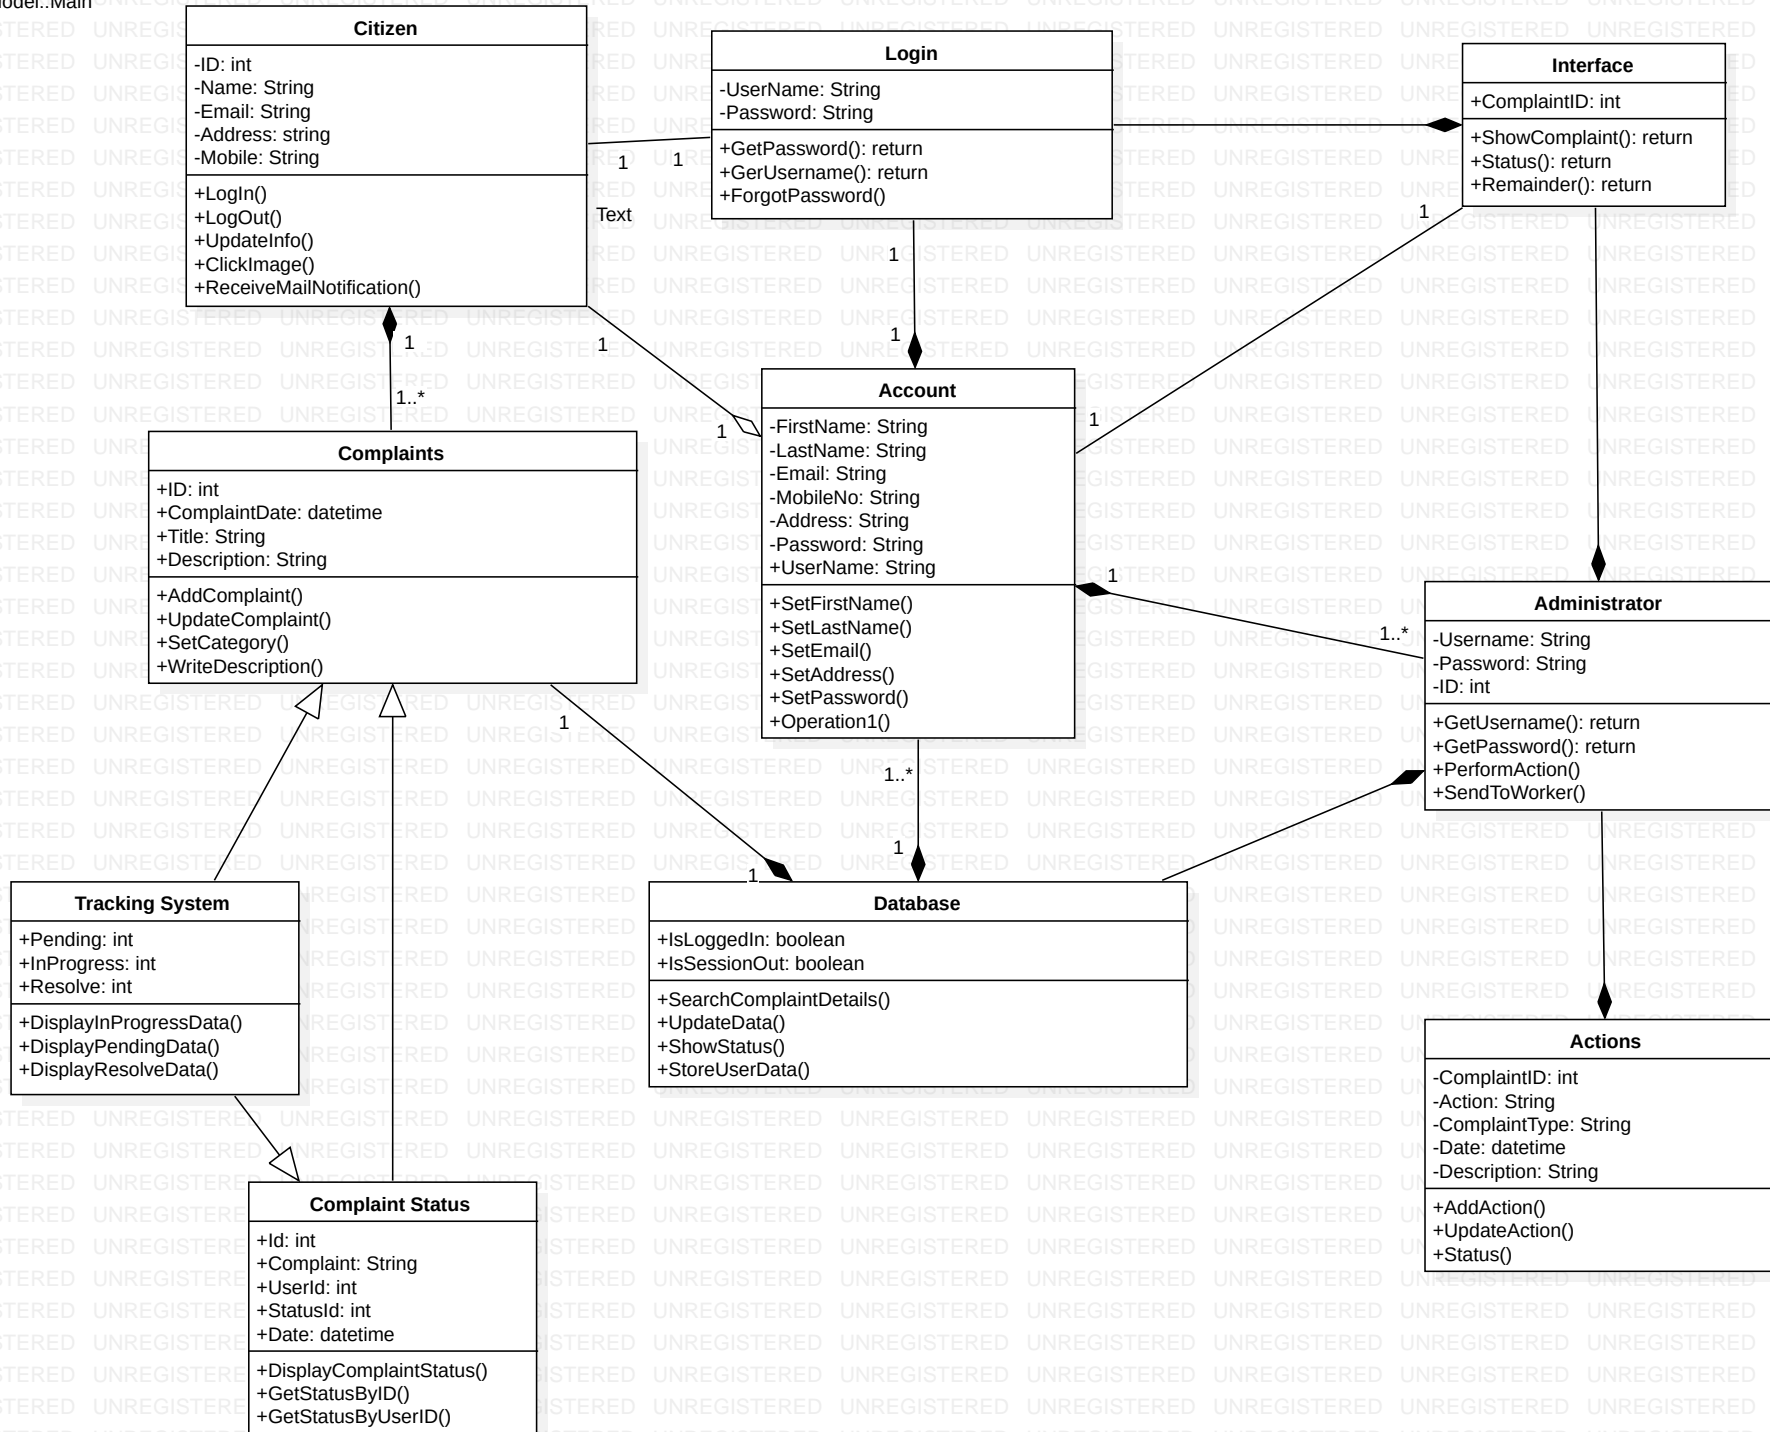 Model::Main
Citizen
-ID: int
-Name: String
-Email: String
-Address: string
-Mobile: String
+LogIn()
+LogOut()
+UpdateInfo()
+ClickImage()
+ReceiveMailNotification()
Login
-UserName: String
-Password: String
+GetPassword(): return
+GerUsername(): return
+ForgotPassword()
Interface
+ComplaintID: int
+ShowComplaint(): return
+Status(): return
+Remainder(): return
1
1
Text
1
1
1
1
1..*
1
1
1
Complaints
+ID: int
+ComplaintDate: datetime
+Title: String
+Description: String
+AddComplaint()
+UpdateComplaint()
+SetCategory()
+WriteDescription()
Account
-FirstName: String
-LastName: String
-Email: String
-MobileNo: String
-Address: String
-Password: String
+UserName: String
+SetFirstName()
+SetLastName()
+SetEmail()
+SetAddress()
+SetPassword()
+Operation1()
1
1..*
Administrator
-Username: String
-Password: String
-ID: int
+GetUsername(): return
+GetPassword(): return
+PerformAction()
+SendToWorker()
1
1..*
1
1
Tracking System
+Pending: int
+InProgress: int
+Resolve: int
+DisplayInProgressData()
+DisplayPendingData()
+DisplayResolveData()
Database
+IsLoggedIn: boolean
+IsSessionOut: boolean
+SearchComplaintDetails()
+UpdateData()
+ShowStatus()
+StoreUserData()
Actions
-ComplaintID: int
-Action: String
-ComplaintType: String
-Date: datetime
-Description: String
+AddAction()
+UpdateAction()
+Status()
Complaint Status
+Id: int
+Complaint: String
+UserId: int
+StatusId: int
+Date: datetime
+DisplayComplaintStatus()
+GetStatusByID()
+GetStatusByUserID()
UNREGISTERED